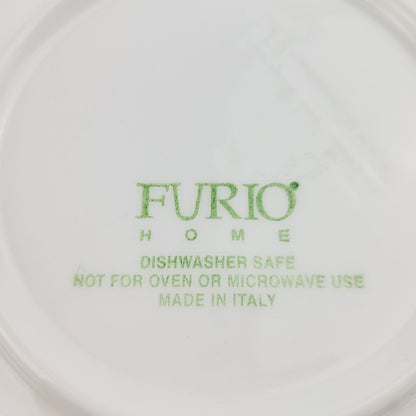 FURIO
HOME
DISHWASHER SAFE
NOT FOR OVEN OR MICROWAVE USE
MADE IN ITALY